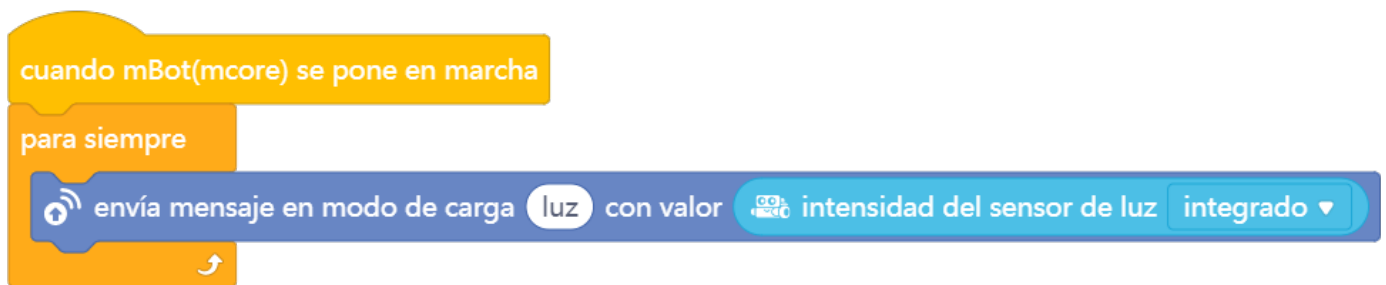 cuando mBot(mcore) se pone en marcha
para siempre
envía mensaje en modo de carga luz con valor intensidad del sensor de luz integrado